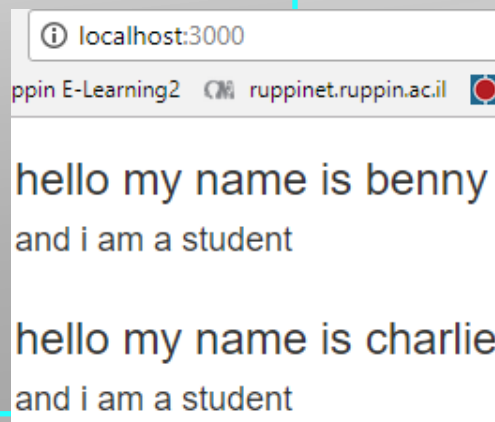 localhost:3000
ppin E-Learning2 ruppinet.ruppin.ac.il
hello my name is benny
and i am a student
hello my name is charlie
and i am a student